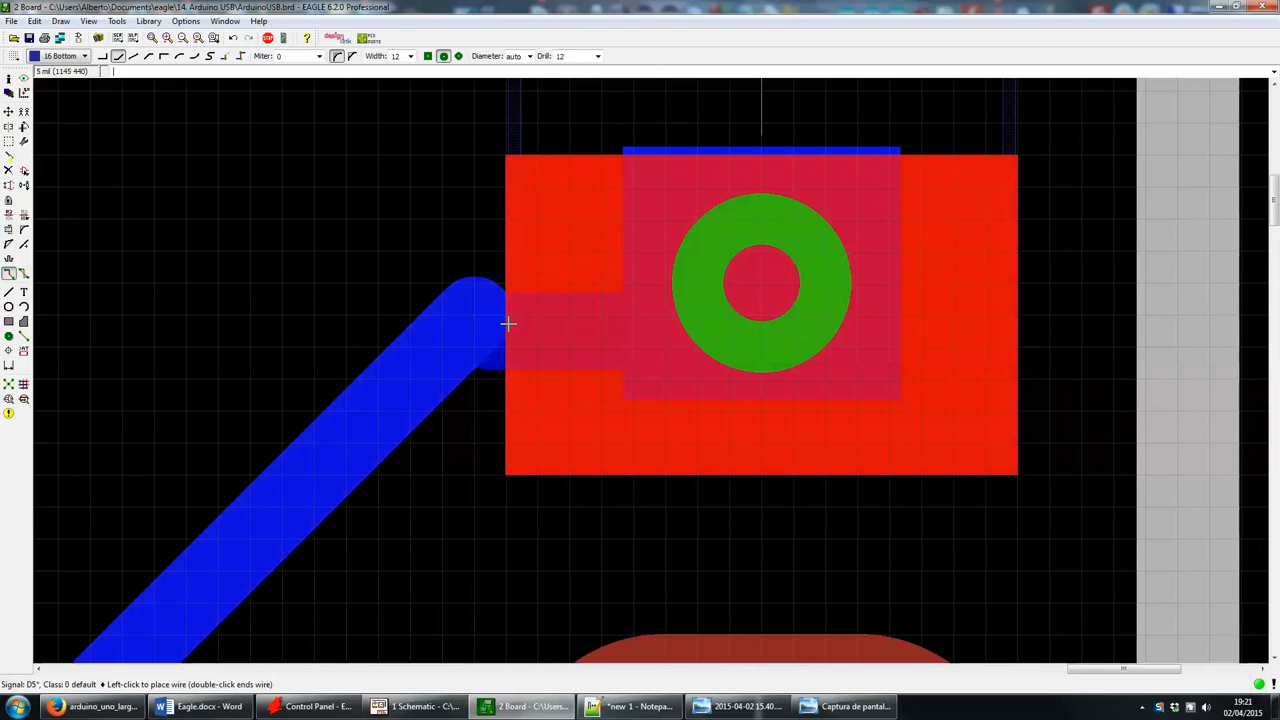 2 Board - C:\Users\Alberto\Documents\eagle\14. Arduino USB\ArduinoUSB.brd - EAGLE 6.2.0 Professional
File Edit Draw View Tools Library Options Window Help
16 Bottom Miter: 0 Width: 12 Diameter: auto Drill: 12
5 mil (1145 440)
Signal: D5*, Class: 0 default ♦ Left-click to place wire (double-click ends wire)
arduino_uno_larg... Eagle.docx - Word Control Panel - E... 1 Schematic - C:\... 2 Board - C:\Users... *new 1 - Notepa... 2015-04-02 15.40.... Captura de pantal...
19:21
02/04/2015